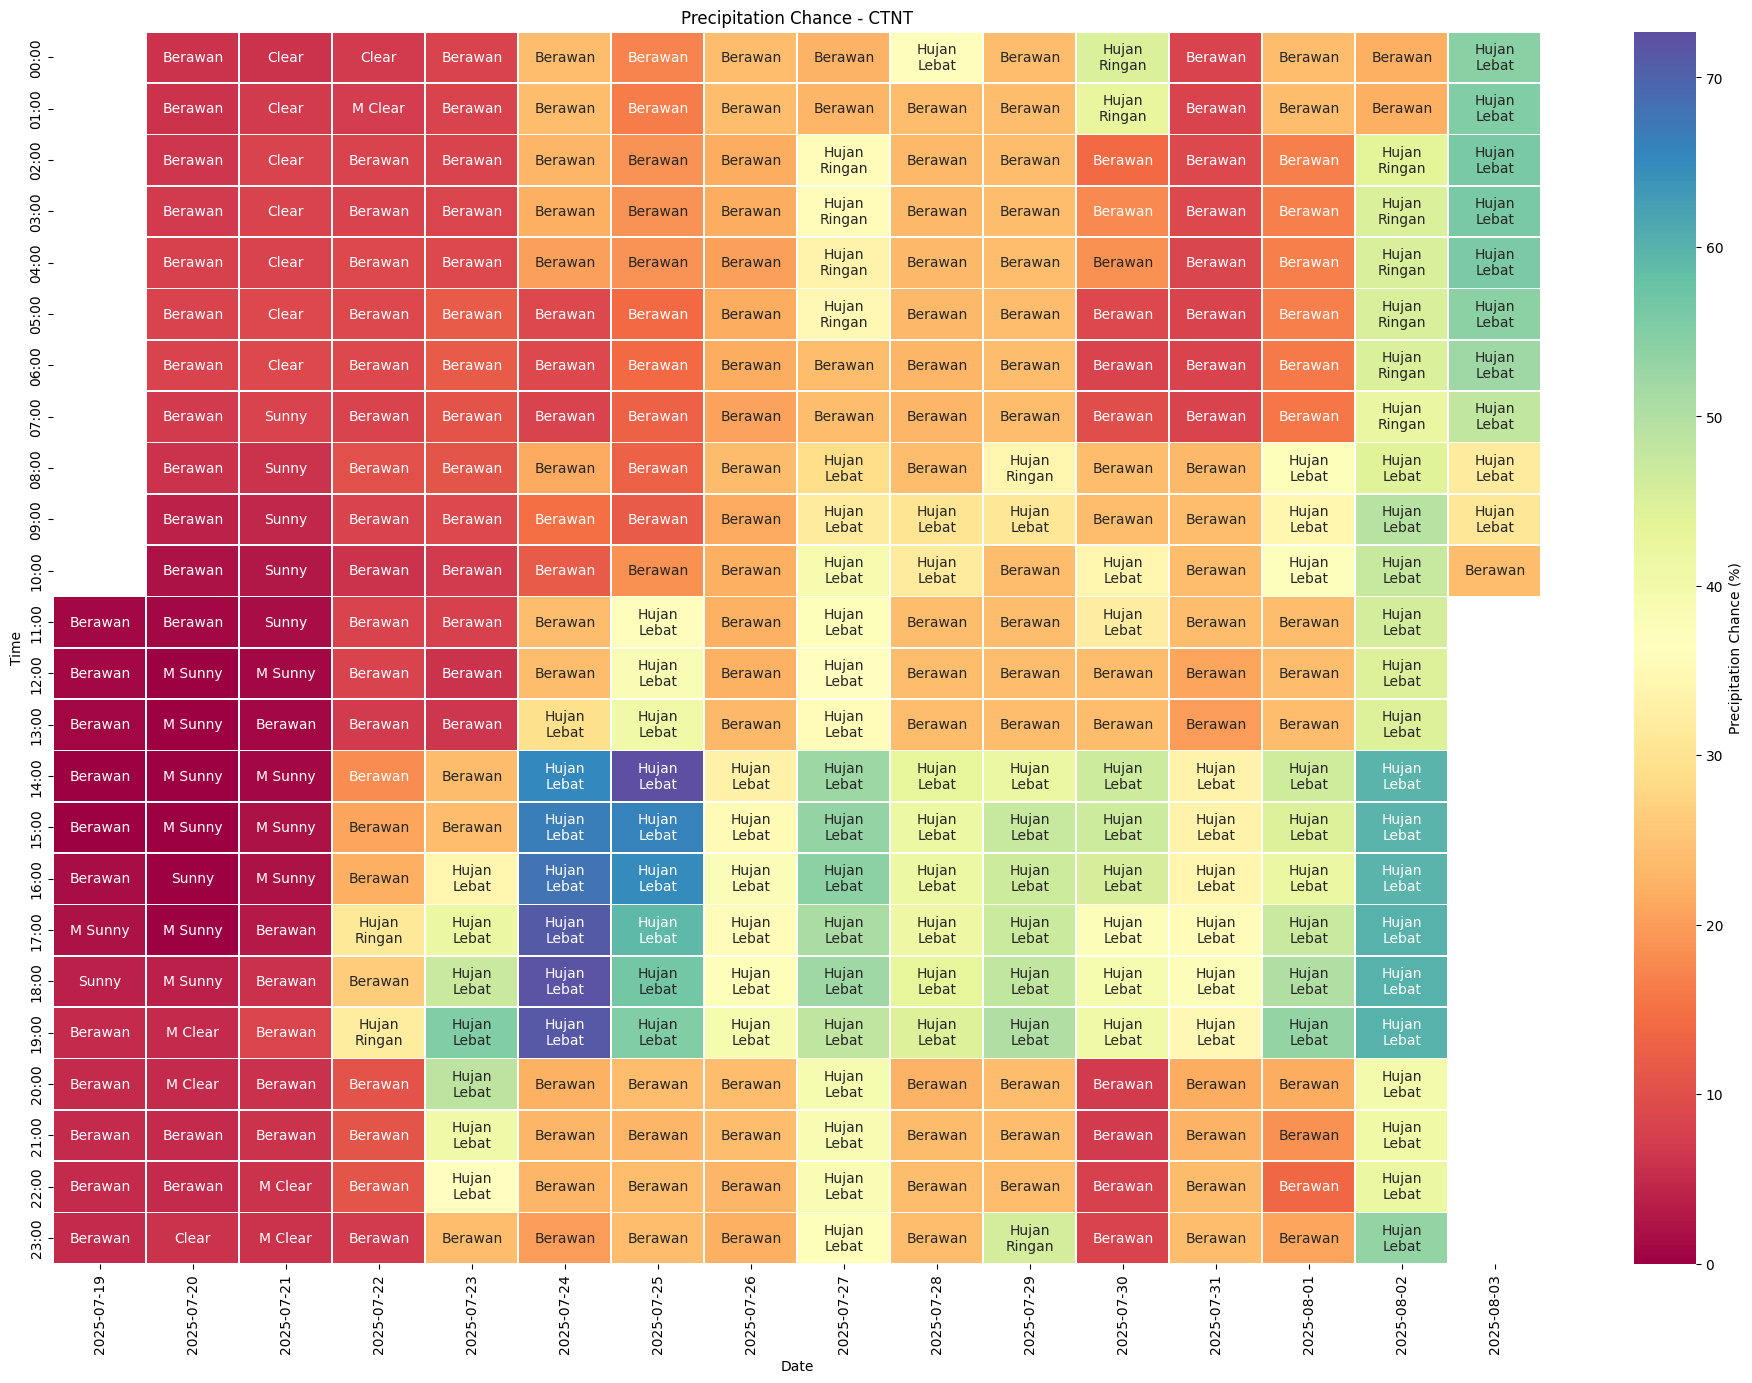 Precipitation Chance - CTNT
00:00 Berawan Clear Clear Berawan Berawan Berawan Berawan Berawan Hujan Lebat Berawan Hujan Ringan Berawan Berawan Berawan Hujan Lebat
01:00 Berawan Clear M Clear Berawan Berawan Berawan Berawan Berawan Berawan Berawan Hujan Ringan Berawan Berawan Berawan Hujan Lebat
02:00 Berawan Clear Berawan Berawan Berawan Berawan Berawan Hujan Ringan Berawan Berawan Berawan Berawan Berawan Hujan Ringan Hujan Lebat
03:00 Berawan Clear Berawan Berawan Berawan Berawan Berawan Hujan Ringan Berawan Berawan Berawan Berawan Berawan Hujan Ringan Hujan Lebat
04:00 Berawan Clear Berawan Berawan Berawan Berawan Berawan Hujan Ringan Berawan Berawan Berawan Berawan Berawan Hujan Ringan Hujan Lebat
05:00 Berawan Clear Berawan Berawan Berawan Berawan Berawan Hujan Ringan Berawan Berawan Berawan Berawan Berawan Hujan Ringan Hujan Lebat
06:00 Berawan Clear Berawan Berawan Berawan Berawan Berawan Berawan Berawan Berawan Berawan Berawan Berawan Hujan Ringan Hujan Lebat
07:00 Berawan Sunny Berawan Berawan Berawan Berawan Berawan Berawan Berawan Berawan Berawan Berawan Berawan Hujan Ringan Hujan Lebat
08:00 Berawan Sunny Berawan Berawan Berawan Berawan Berawan Hujan Lebat Berawan Hujan Ringan Berawan Berawan Hujan Lebat Hujan Lebat Hujan Lebat
09:00 Berawan Sunny Berawan Berawan Berawan Berawan Berawan Hujan Lebat Hujan Lebat Hujan Lebat Berawan Berawan Hujan Lebat Hujan Lebat Hujan Lebat
10:00 Berawan Sunny Berawan Berawan Berawan Berawan Berawan Hujan Lebat Hujan Lebat Berawan Hujan Lebat Berawan Hujan Lebat Hujan Lebat Berawan
11:00 Berawan Berawan Sunny Berawan Berawan Berawan Hujan Lebat Berawan Hujan Lebat Berawan Berawan Hujan Lebat Berawan Berawan Hujan Lebat
12:00 Berawan M Sunny M Sunny Berawan Berawan Berawan Hujan Lebat Berawan Hujan Lebat Berawan Berawan Berawan Berawan Berawan Hujan Lebat
13:00 Berawan M Sunny Berawan Berawan Berawan Hujan Lebat Hujan Lebat Berawan Hujan Lebat Berawan Berawan Berawan Berawan Berawan Hujan Lebat
14:00 Berawan M Sunny M Sunny Berawan Berawan Hujan Lebat Hujan Lebat Hujan Lebat Hujan Lebat Hujan Lebat Hujan Lebat Hujan Lebat Hujan Lebat Hujan Lebat Hujan Lebat
15:00 Berawan M Sunny M Sunny Berawan Berawan Hujan Lebat Hujan Lebat Hujan Lebat Hujan Lebat Hujan Lebat Hujan Lebat Hujan Lebat Hujan Lebat Hujan Lebat Hujan Lebat
16:00 Berawan Sunny M Sunny Berawan Hujan Lebat Hujan Lebat Hujan Lebat Hujan Lebat Hujan Lebat Hujan Lebat Hujan Lebat Hujan Lebat Hujan Lebat Hujan Lebat Hujan Lebat
17:00 M Sunny M Sunny Berawan Hujan Ringan Hujan Lebat Hujan Lebat Hujan Lebat Hujan Lebat Hujan Lebat Hujan Lebat Hujan Lebat Hujan Lebat Hujan Lebat Hujan Lebat Hujan Lebat
18:00 Sunny M Sunny Berawan Berawan Hujan Lebat Hujan Lebat Hujan Lebat Hujan Lebat Hujan Lebat Hujan Lebat Hujan Lebat Hujan Lebat Hujan Lebat Hujan Lebat Hujan Lebat
19:00 Berawan M Clear Berawan Hujan Ringan Hujan Lebat Hujan Lebat Hujan Lebat Hujan Lebat Hujan Lebat Hujan Lebat Hujan Lebat Hujan Lebat Hujan Lebat Hujan Lebat Hujan Lebat
20:00 Berawan M Clear Berawan Berawan Hujan Lebat Berawan Berawan Berawan Hujan Lebat Berawan Berawan Berawan Berawan Berawan Hujan Lebat
21:00 Berawan Berawan Berawan Berawan Hujan Lebat Berawan Berawan Berawan Hujan Lebat Berawan Berawan Berawan Berawan Berawan Hujan Lebat
22:00 Berawan Berawan M Clear Berawan Hujan Lebat Berawan Berawan Berawan Hujan Lebat Berawan Berawan Berawan Berawan Berawan Hujan Lebat
23:00 Berawan Clear M Clear Berawan Berawan Berawan Berawan Berawan Hujan Lebat Berawan Hujan Ringan Berawan Berawan Berawan Hujan Lebat
Time
2025-07-19 2025-07-20 2025-07-21 2025-07-22 2025-07-23 2025-07-24 2025-07-25 2025-07-26 2025-07-27 2025-07-28 2025-07-29 2025-07-30 2025-07-31 2025-08-01 2025-08-02 2025-08-03
Date
70
60
50
40
30
20
10
0
Precipitation Chance (%)